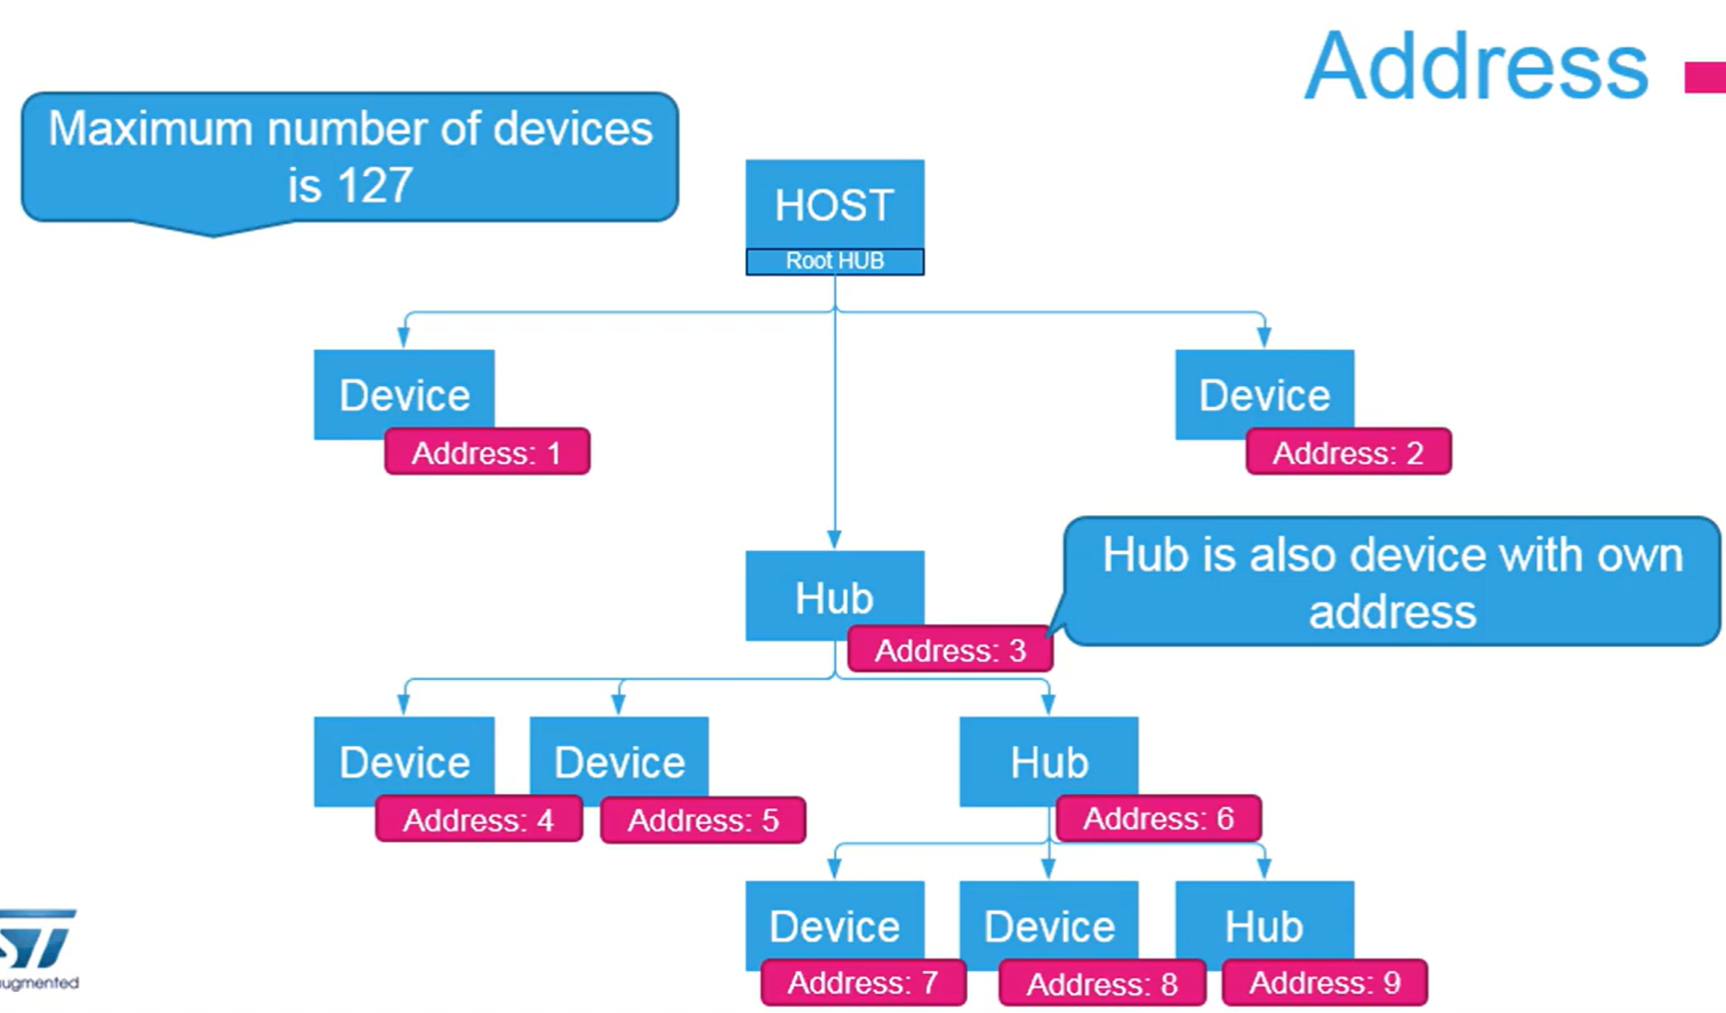 Address
Maximum number of devices
is 127
HOST
Root HUB
Device
Address: 1
Device
Address: 2
Hub
Address: 3
Hub is also device with own
address
Device
Address: 4
Device
Address: 5
Hub
Address: 6
Device
Address: 7
Device
Address: 8
Hub
Address: 9
ST
augmented